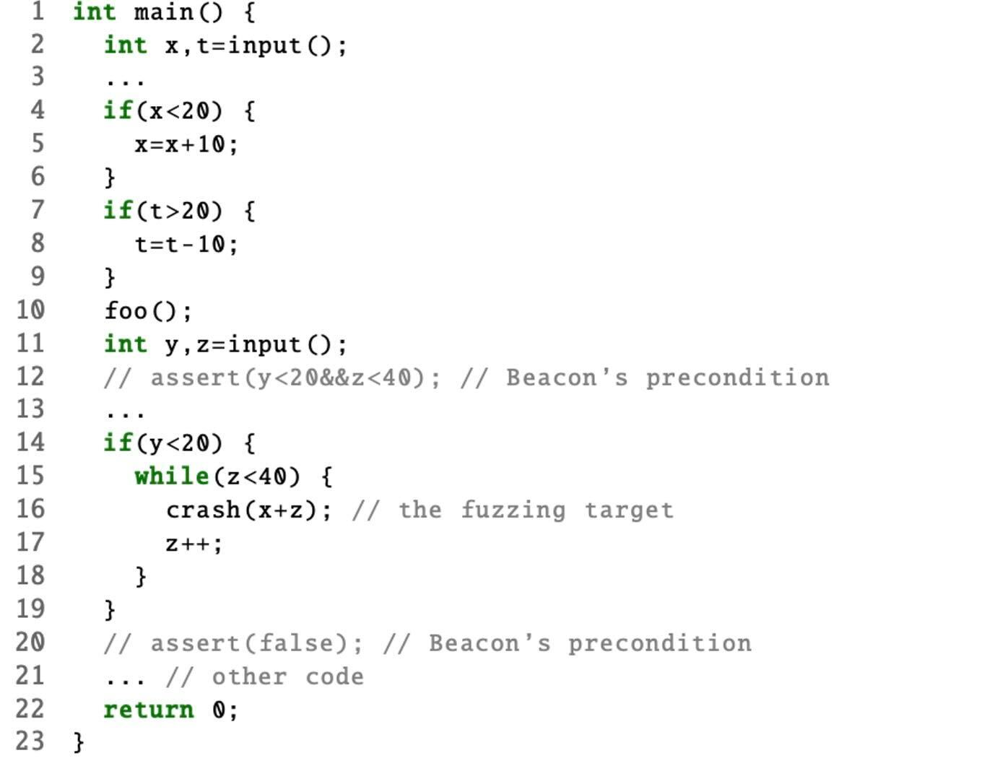 1 int main() {
2   int x,t=input();
3   ...
4   if(x<20) {
5     x=x+10;
6   }
7   if(t>20) {
8     t=t-10;
9   }
10   foo();
11   int y,z=input();
12   // assert(y<20&&z<40); // Beacon's precondition
13   ...
14   if(y<20) {
15     while(z<40) {
16       crash(x+z); // the fuzzing target
17       z++;
18     }
19   }
20   // assert(false); // Beacon's precondition
21   ... // other code
22   return 0;
23 }